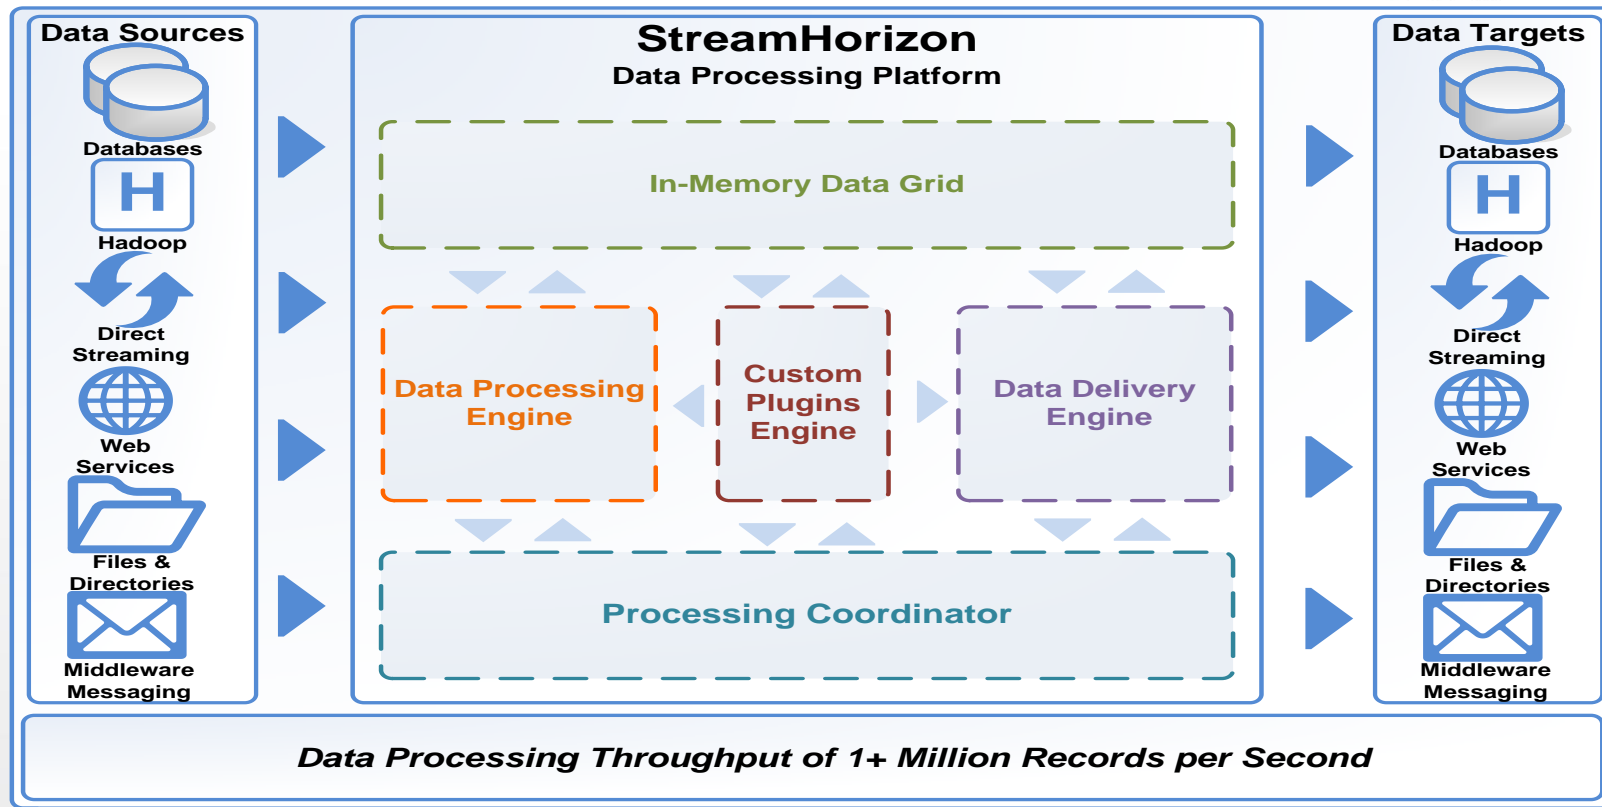 Data Sources
Databases
H
Hadoop
Direct
Streaming
Web
Services
Files &
Directories
Middleware
Messaging
StreamHorizon
Data Processing Platform
In-Memory Data Grid
Data Processing
Engine
Custom
Plugins
Engine
Data Delivery
Engine
Processing Coordinator
Data Targets
Databases
H
Hadoop
Direct
Streaming
Web
Services
Files &
Directories
Middleware
Messaging
Data Processing Throughput of 1+ Million Records per Second